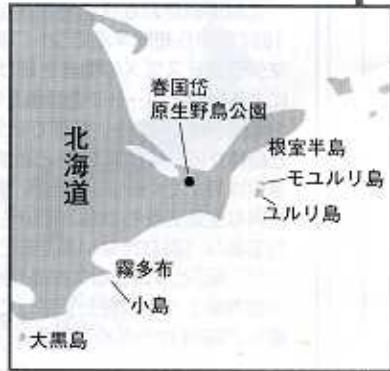 春国岱
原生野鳥公園
北海道
根室半島
モユルリ島
ユルリ島
霧多布
小島
大黒島